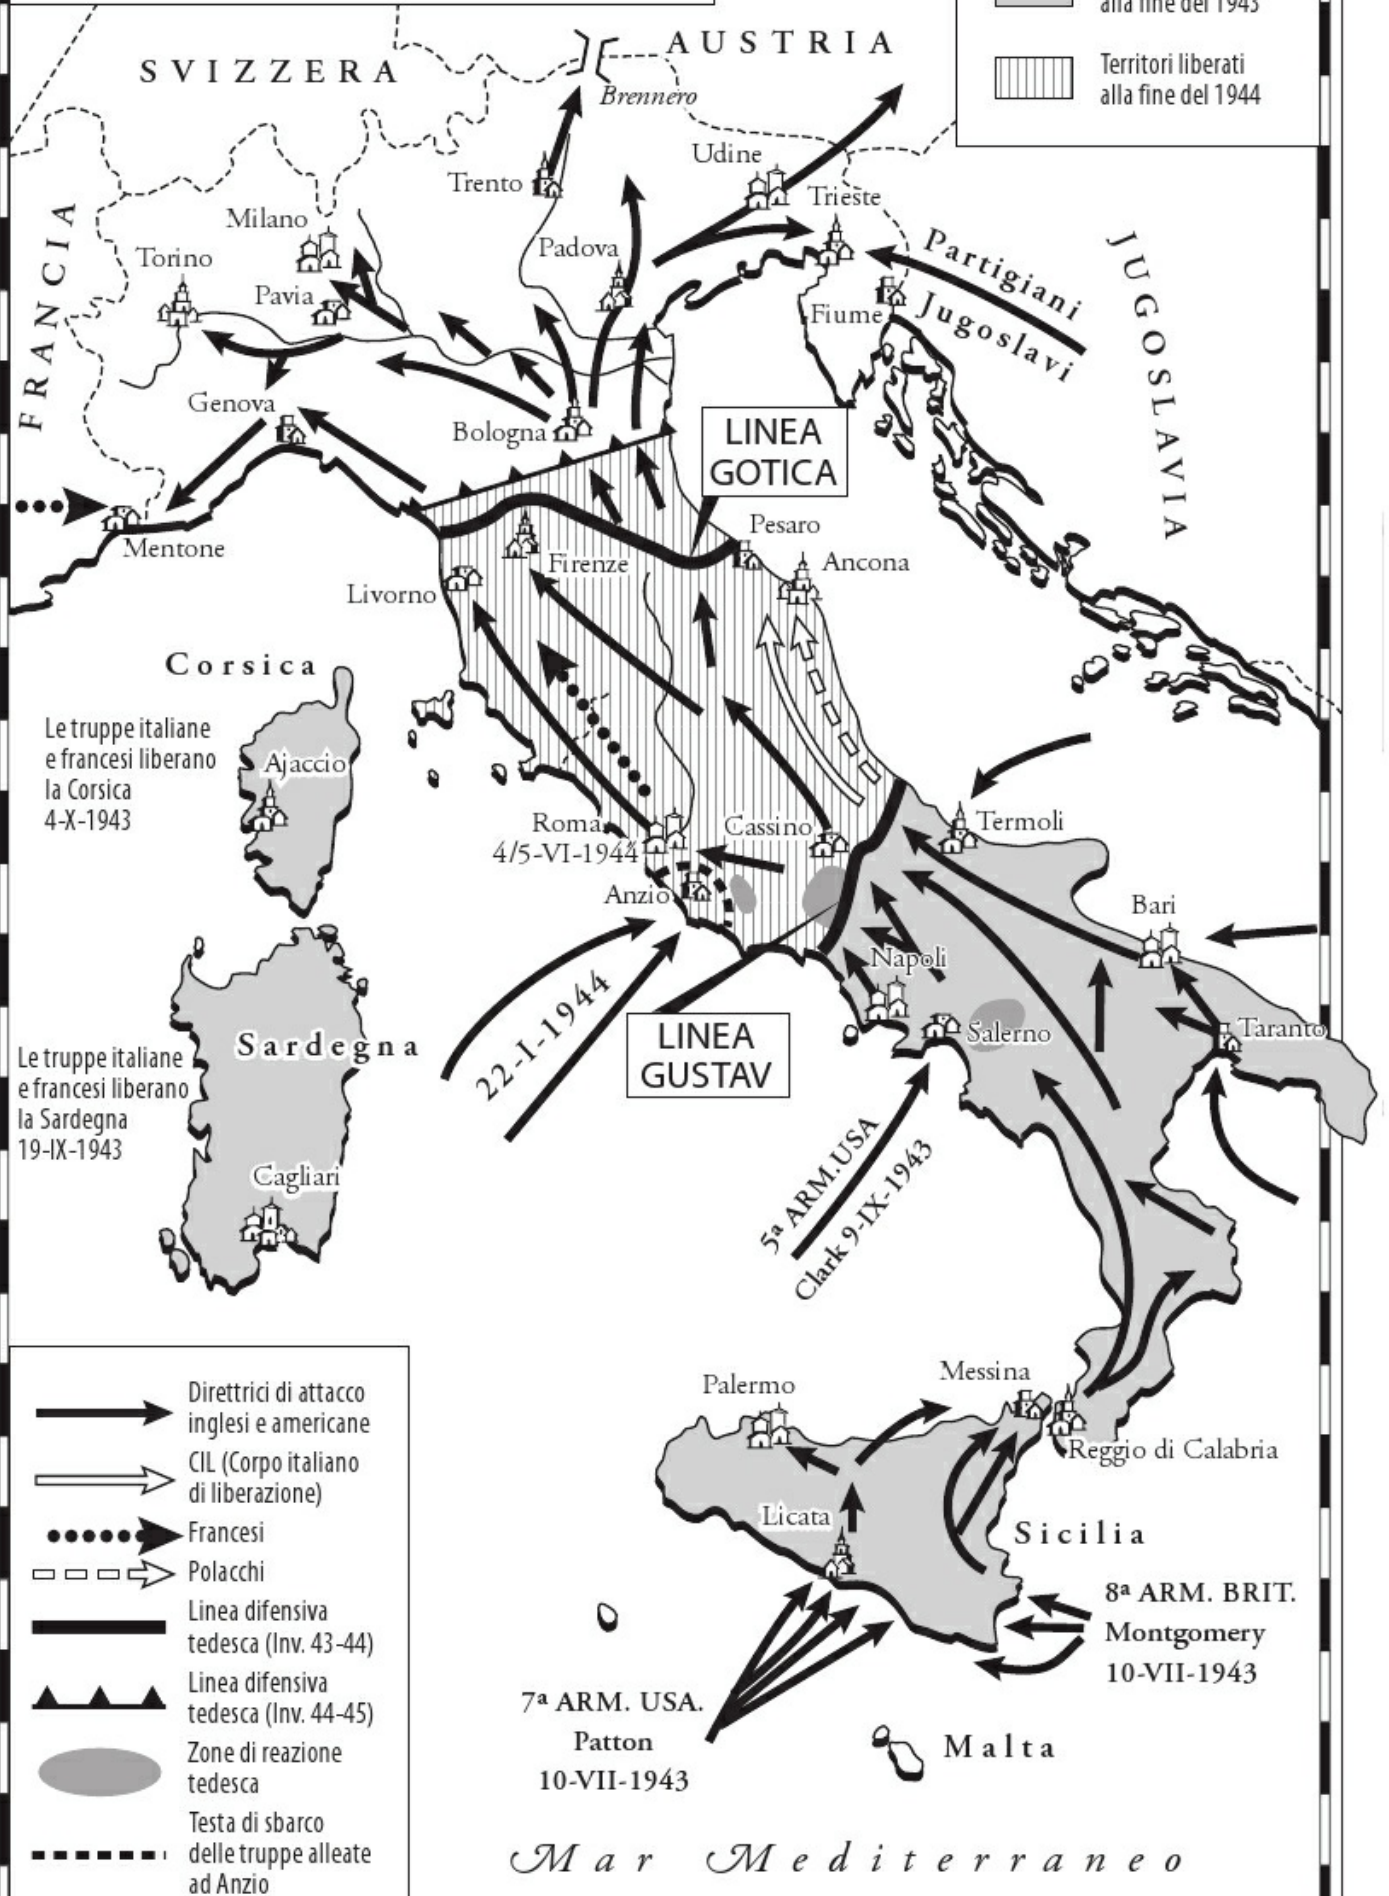 alla fine del 1943
Territori liberati
alla fine del 1944
SVIZZERA
AUSTRIA
Brennero
FRANCIA
Trento
Udine
Trieste
Milano
Torino
Padova
Pavia
Fiume
Partigiani
Jugoslavi
JUGOSLAVIA
Genova
Bologna
LINEA
GOTICA
Mentone
Pesaro
Firenze
Ancona
Livorno
Corsica
Le truppe italiane
e francesi liberano
la Corsica
4-X-1943
Ajaccio
Roma
4/5-VI-1944
Cassino
Termoli
Anzio
Bari
22-I-1944
Napoli
LINEA
GUSTAV
Salerno
Taranto
Sardegna
Le truppe italiane
e francesi liberano
la Sardegna
19-IX-1943
Cagliari
5ª ARM.USA
Clark 9-IX-1943
Palermo
Messina
Reggio di Calabria
Licata
Sicilia
8ª ARM. BRIT.
Montgomery
10-VII-1943
7ª ARM. USA.
Patton
10-VII-1943
Malta
Mar Mediterraneo
Direttrici di attacco
inglesi e americane
CIL (Corpo italiano
di liberazione)
Francesi
Polacchi
Linea difensiva
tedesca (Inv. 43-44)
Linea difensiva
tedesca (Inv. 44-45)
Zone di reazione
tedesca
Testa di sbarco
delle truppe alleate
ad Anzio